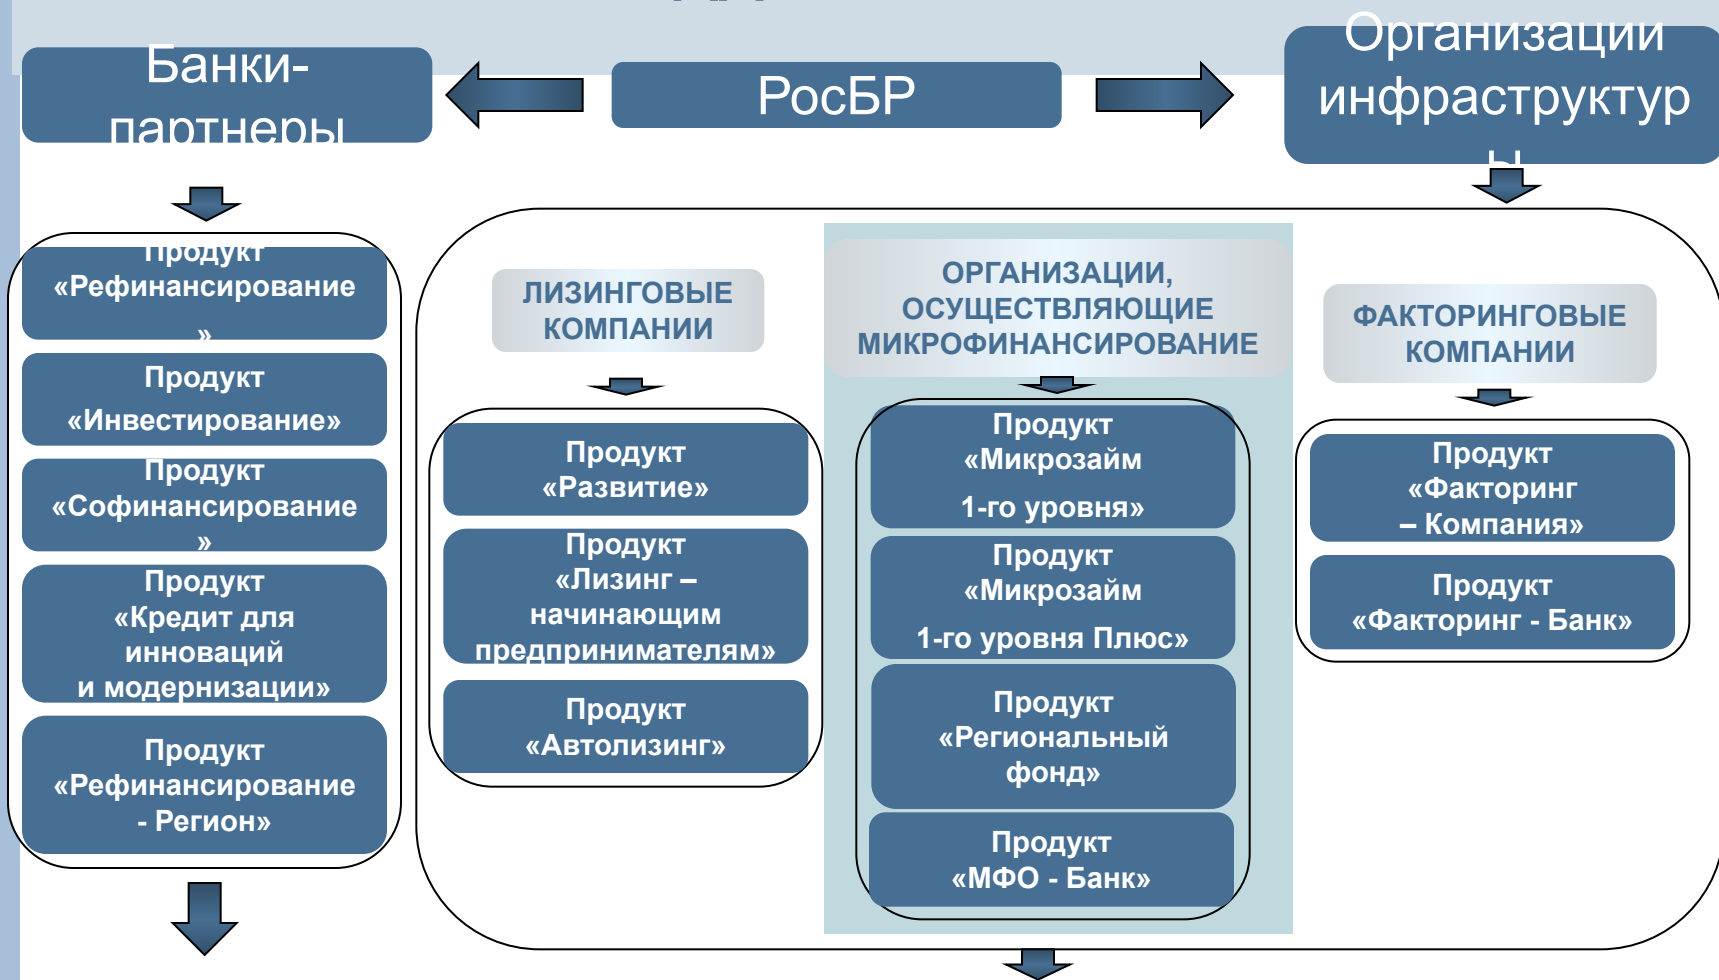 Банки-
партнеры
РосБР
Организации
инфраструктур
ы
Продукт
«Рефинансирование
»
Продукт
«Инвестирование»
Продукт
«Софинансирование
»
Продукт
«Кредит для
инноваций
и модернизации»
Продукт
«Рефинансирование
- Регион»
ЛИЗИНГОВЫЕ
КОМПАНИИ
Продукт
«Развитие»
Продукт
«Лизинг –
начинающим
предпринимателям»
Продукт
«Автолизинг»
ОРГАНИЗАЦИИ,
ОСУЩЕСТВЛЯЮЩИЕ
МИКРОФИНАНСИРОВАНИЕ
Продукт
«Микрозайм
1-го уровня»
Продукт
«Микрозайм
1-го уровня Плюс»
Продукт
«Региональный
фонд»
Продукт
«МФО - Банк»
ФАКТОРИНГОВЫЕ
КОМПАНИИ
Продукт
«Факторинг
– Компания»
Продукт
«Факторинг - Банк»